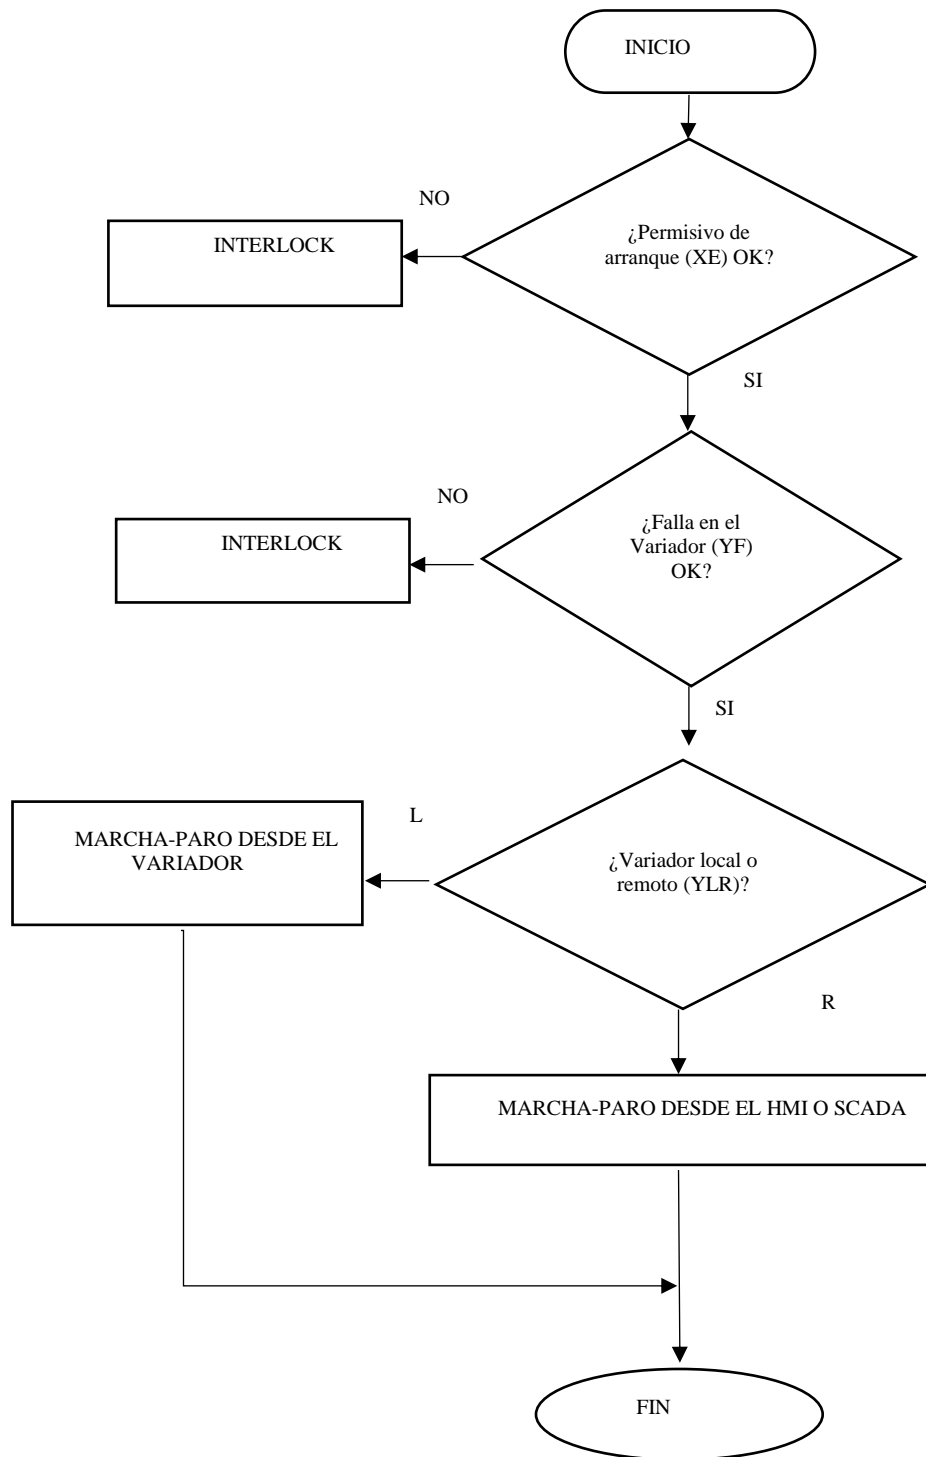 INICIO
NO
INTERLOCK
¿Permisivo de
arranque (XE) OK?
SI
NO
INTERLOCK
¿Falla en el
Variador (YF)
OK?
SI
L
MARCHA-PARO DESDE EL
VARIADOR
¿Variador local o
remoto (YLR)?
R
MARCHA-PARO DESDE EL HMI O SCADA
FIN